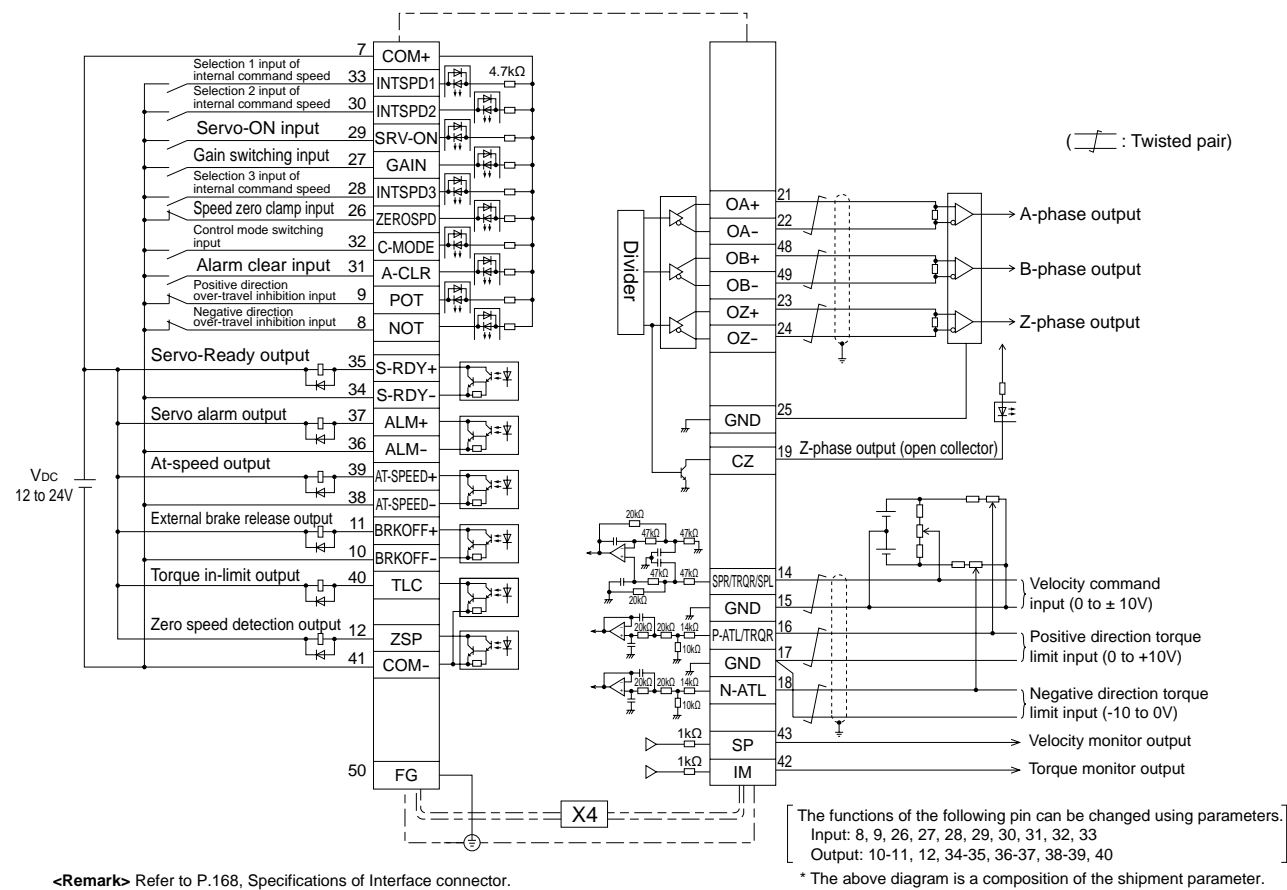 7 COM+
Selection 1 input of
internal command speed 33 INTSPD1 4.7kΩ
Selection 2 input of
internal command speed 30 INTSPD2
Servo-ON input 29 SRV-ON
Gain switching input 27 GAIN
Selection 3 input of
internal command speed 28 INTSPD3
Speed zero clamp input 26 ZEROSPD
Control mode switching
input 32 C-MODE
Alarm clear input 31 A-CLR
Positive direction
over-travel inhibition input 9 POT
Negative direction
over-travel inhibition input 8 NOT
Servo-Ready output 35 S-RDY+
34 S-RDY-
Servo alarm output 37 ALM+
36 ALM-
At-speed output 39 AT-SPEED+
38 AT-SPEED-
VDC
12 to 24V
External brake release output 11 BRKOFF+
10 BRKOFF-
Torque in-limit output 40 TLC
Zero speed detection output 12 ZSP
41 COM-
50 FG
X4
( : Twisted pair)
Divider
OA+ 21 A-phase output
OA- 22
OB+ 48 B-phase output
OB- 49
OZ+ 23 Z-phase output
OZ- 24
GND 25
CZ 19 Z-phase output (open collector)
20kΩ
47kΩ 47kΩ
47kΩ 47kΩ
20kΩ
SPR/TRQR/SPL 14 Velocity command
GND 15 input (0 to ± 10V)
20kΩ 20kΩ 14kΩ
10kΩ
P-ATL/TRQR 16 Positive direction torque
GND 17 limit input (0 to +10V)
20kΩ 20kΩ 14kΩ
10kΩ
N-ATL 18 Negative direction torque
limit input (-10 to 0V)
1kΩ SP 43 Velocity monitor output
1kΩ IM 42 Torque monitor output
The functions of the following pin can be changed using parameters.
Input: 8, 9, 26, 27, 28, 29, 30, 31, 32, 33
Output: 10-11, 12, 34-35, 36-37, 38-39, 40
* The above diagram is a composition of the shipment parameter.
<Remark> Refer to P.168, Specifications of Interface connector.